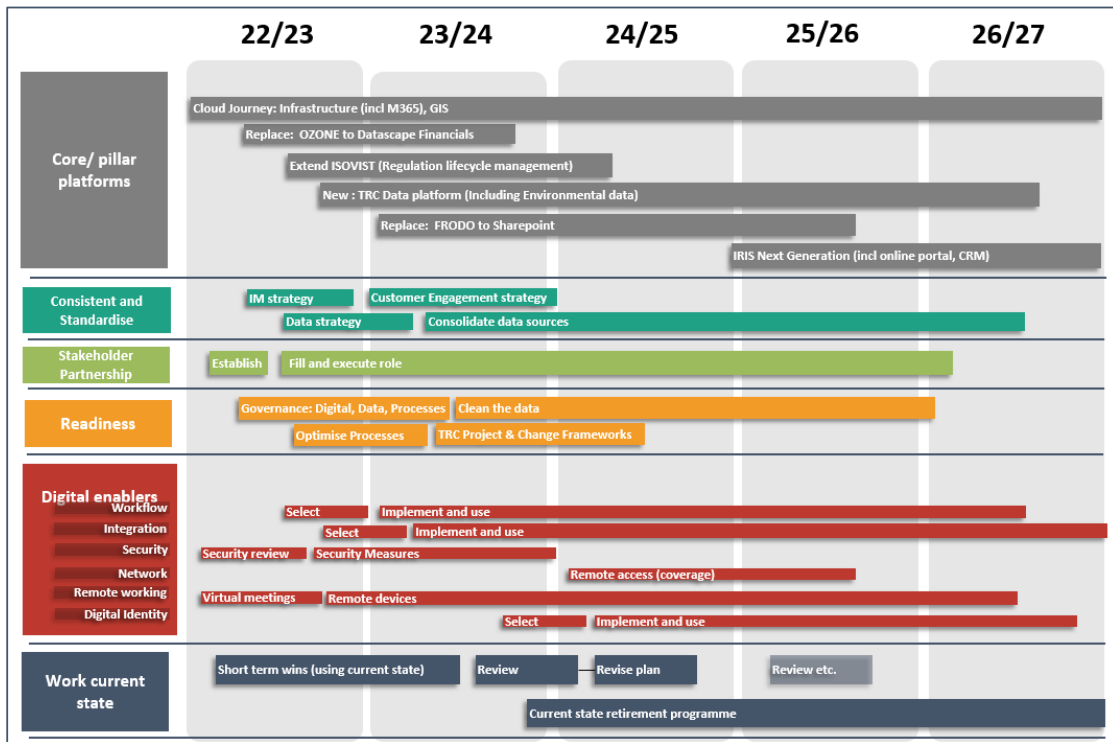 22/23 23/24 24/25 25/26 26/27
Core/ pillar
platforms
Cloud Journey: Infrastructure (incl M365), GIS
Replace: OZONE to Datascape Financials
Extend ISOVIST (Regulation lifecycle management)
New : TRC Data platform (Including Environmental data)
Replace: FRODO to Sharepoint
IRIS Next Generation (incl online portal, CRM)
Consistent and
Standardise
IM strategy Customer Engagement strategy
Data strategy Consolidate data sources
Stakeholder
Partnership
Establish Fill and execute role
Readiness
Governance: Digital, Data, Processes Clean the data
Optimise Processes TRC Project & Change Frameworks
Digital enablers
Workflow Select Implement and use
Integration Select Implement and use
Security Security review Security Measures
Network Remote access (coverage)
Remote working Virtual meetings Remote devices
Digital Identity Select Implement and use
Work current
state
Short term wins (using current state) Review Revise plan Review etc.
Current state retirement programme